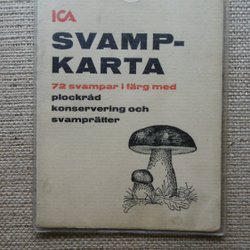 ICA
SVAMP-
KARTA
72 svampar i färg med
plockråd
konservering och
svamprätter